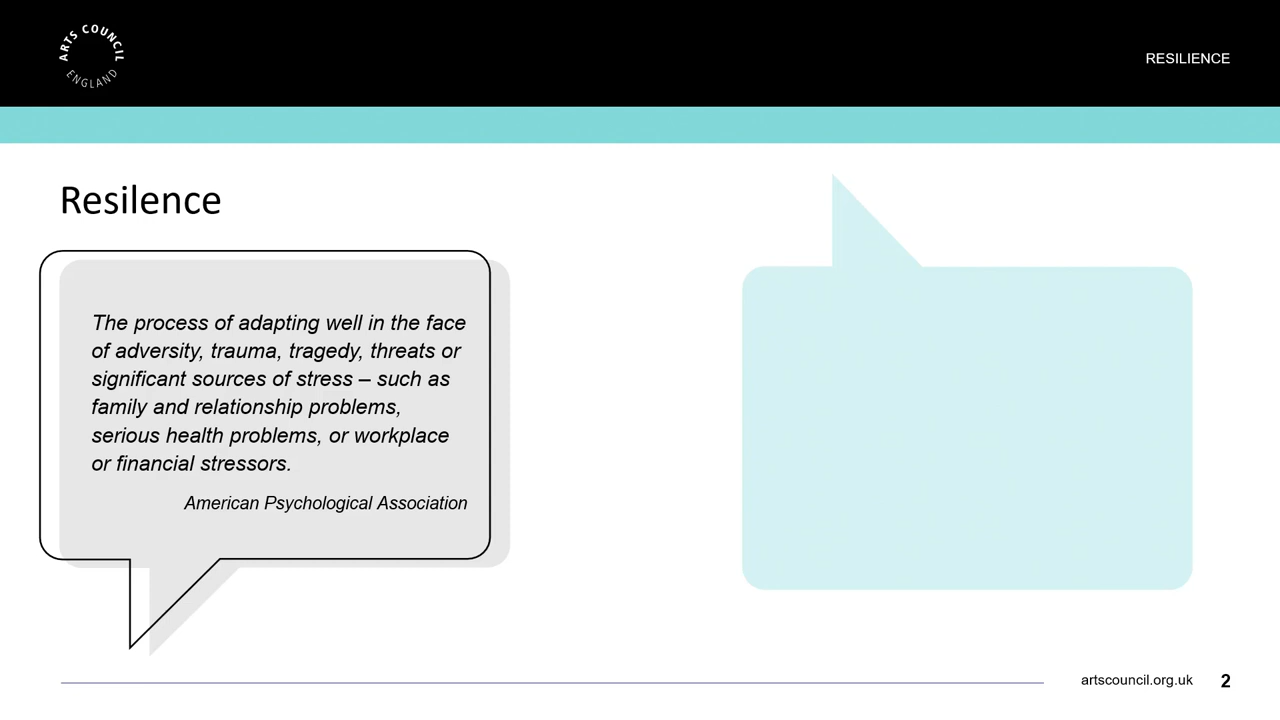 ARTS COUNCIL
ENGLAND
RESILIENCE
Resilence
The process of adapting well in the face
of adversity, trauma, tragedy, threats or
significant sources of stress – such as
family and relationship problems,
serious health problems, or workplace
or financial stressors.
American Psychological Association
artscouncil.org.uk
2